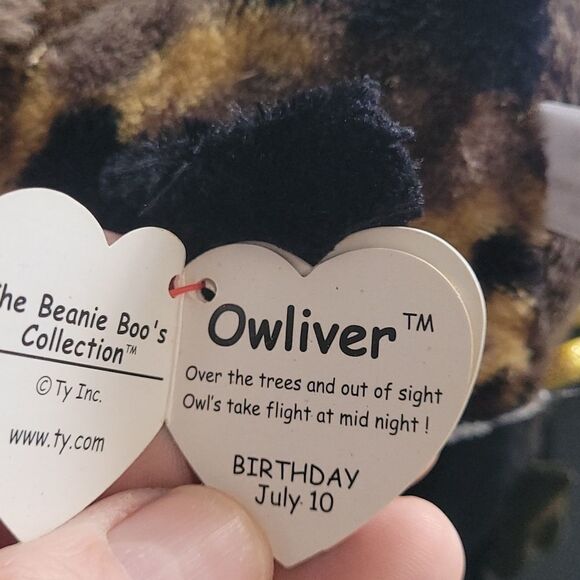 The Beanie Boo's
Collection™
© Ty Inc.
www.ty.com
Owliver™
Over the trees and out of sight
Owl's take flight at mid night !
BIRTHDAY
July 10